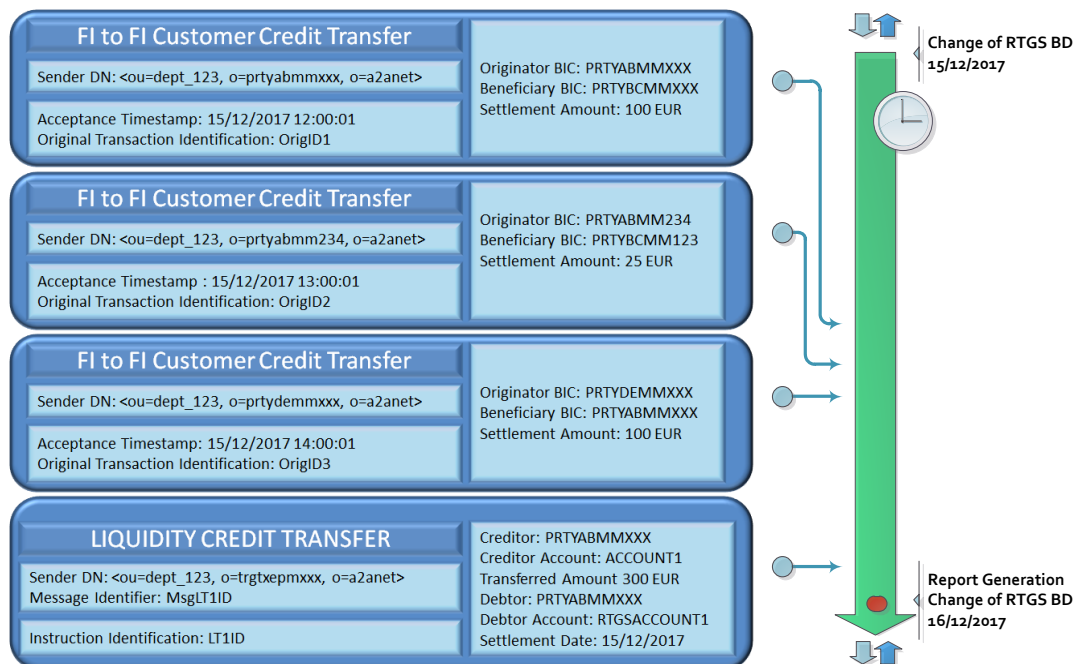 FI to FI Customer Credit Transfer
Sender DN: <ou=dept_123, o=prtyabmmxxx, o=a2anet>
Acceptance Timestamp: 15/12/2017 12:00:01
Original Transaction Identification: OrigID1
Originator BIC: PRTYABMMXXX
Beneficiary BIC: PRTYBCMMXXX
Settlement Amount: 100 EUR
FI to FI Customer Credit Transfer
Sender DN: <ou=dept_123, o=prtyabmm234, o=a2anet>
Acceptance Timestamp : 15/12/2017 13:00:01
Original Transaction Identification: OrigID2
Originator BIC: PRTYABMM234
Beneficiary BIC: PRTYBCMM123
Settlement Amount: 25 EUR
FI to FI Customer Credit Transfer
Sender DN: <ou=dept_123, o=prtydemmxxx, o=a2anet>
Acceptance Timestamp: 15/12/2017 14:00:01
Original Transaction Identification: OrigID3
Originator BIC: PRTYDEMMXXX
Beneficiary BIC: PRTYABMMXXX
Settlement Amount: 100 EUR
LIQUIDITY CREDIT TRANSFER
Sender DN: <ou=dept_123, o=trgtxepmxxx, o=a2anet>
Message Identifier: MsgLT1ID
Instruction Identification: LT1ID
Creditor: PRTYABMMXXX
Creditor Account: ACCOUNT1
Transferred Amount 300 EUR
Debtor: PRTYABMMXXX
Debtor Account: RTGSACCOUNT1
Settlement Date: 15/12/2017
Change of RTGS BD
15/12/2017
Report Generation
Change of RTGS BD
16/12/2017